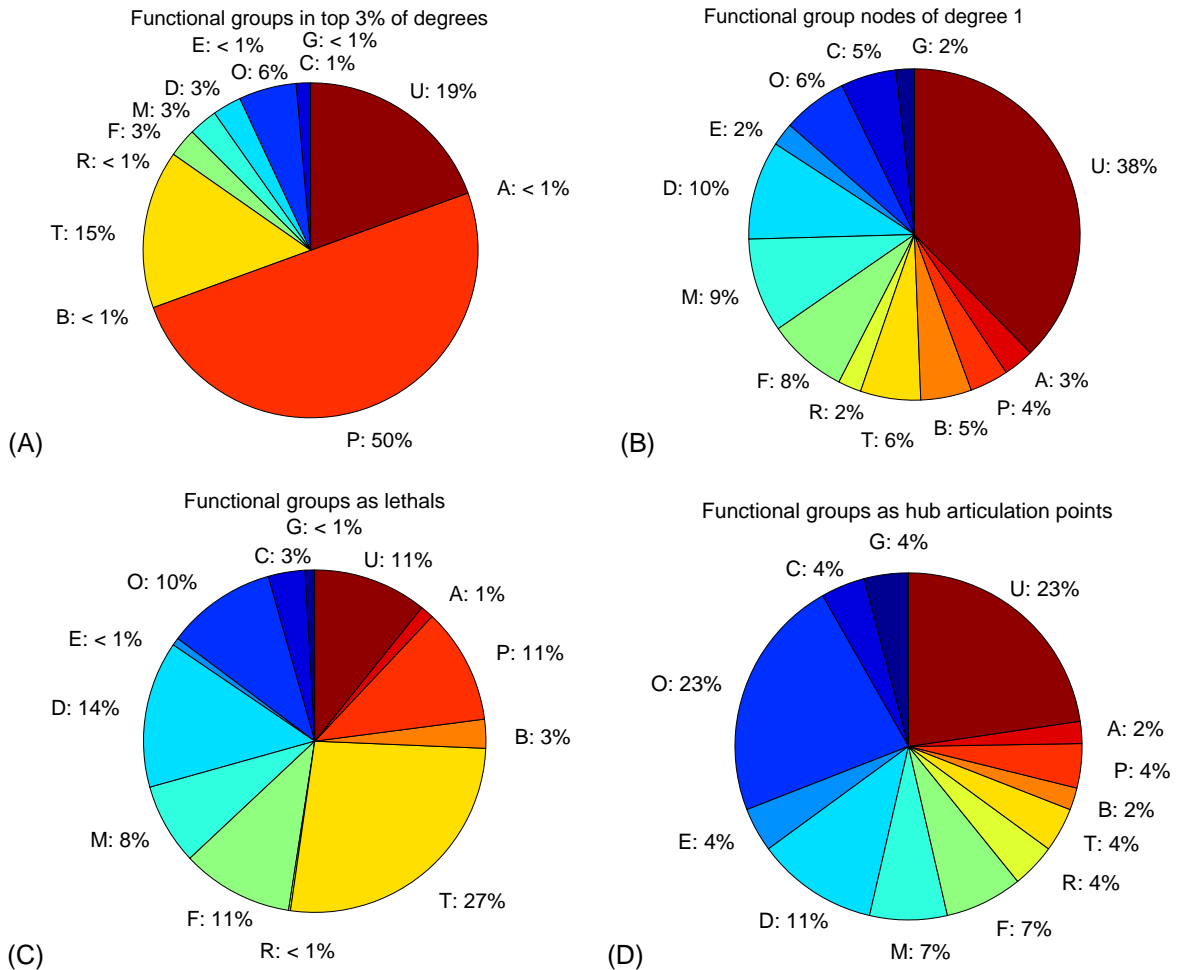 Functional groups in top 3% of degrees
E: < 1%
G: < 1%
O: 6%
C: 1%
D: 3%
U: 19%
M: 3%
F: 3%
R: < 1%
A: < 1%
T: 15%
B: < 1%
P: 50%
(A)
Functional group nodes of degree 1
C: 5%
G: 2%
O: 6%
E: 2%
U: 38%
D: 10%
M: 9%
F: 8%
A: 3%
R: 2%
P: 4%
T: 6%
B: 5%
(B)
Functional groups as lethals
G: < 1%
C: 3%
U: 11%
O: 10%
A: 1%
E: < 1%
P: 11%
D: 14%
B: 3%
M: 8%
T: 27%
F: 11%
R: < 1%
(C)
Functional groups as hub articulation points
G: 4%
C: 4%
U: 23%
O: 23%
A: 2%
P: 4%
B: 2%
E: 4%
T: 4%
R: 4%
D: 11%
F: 7%
M: 7%
(D)